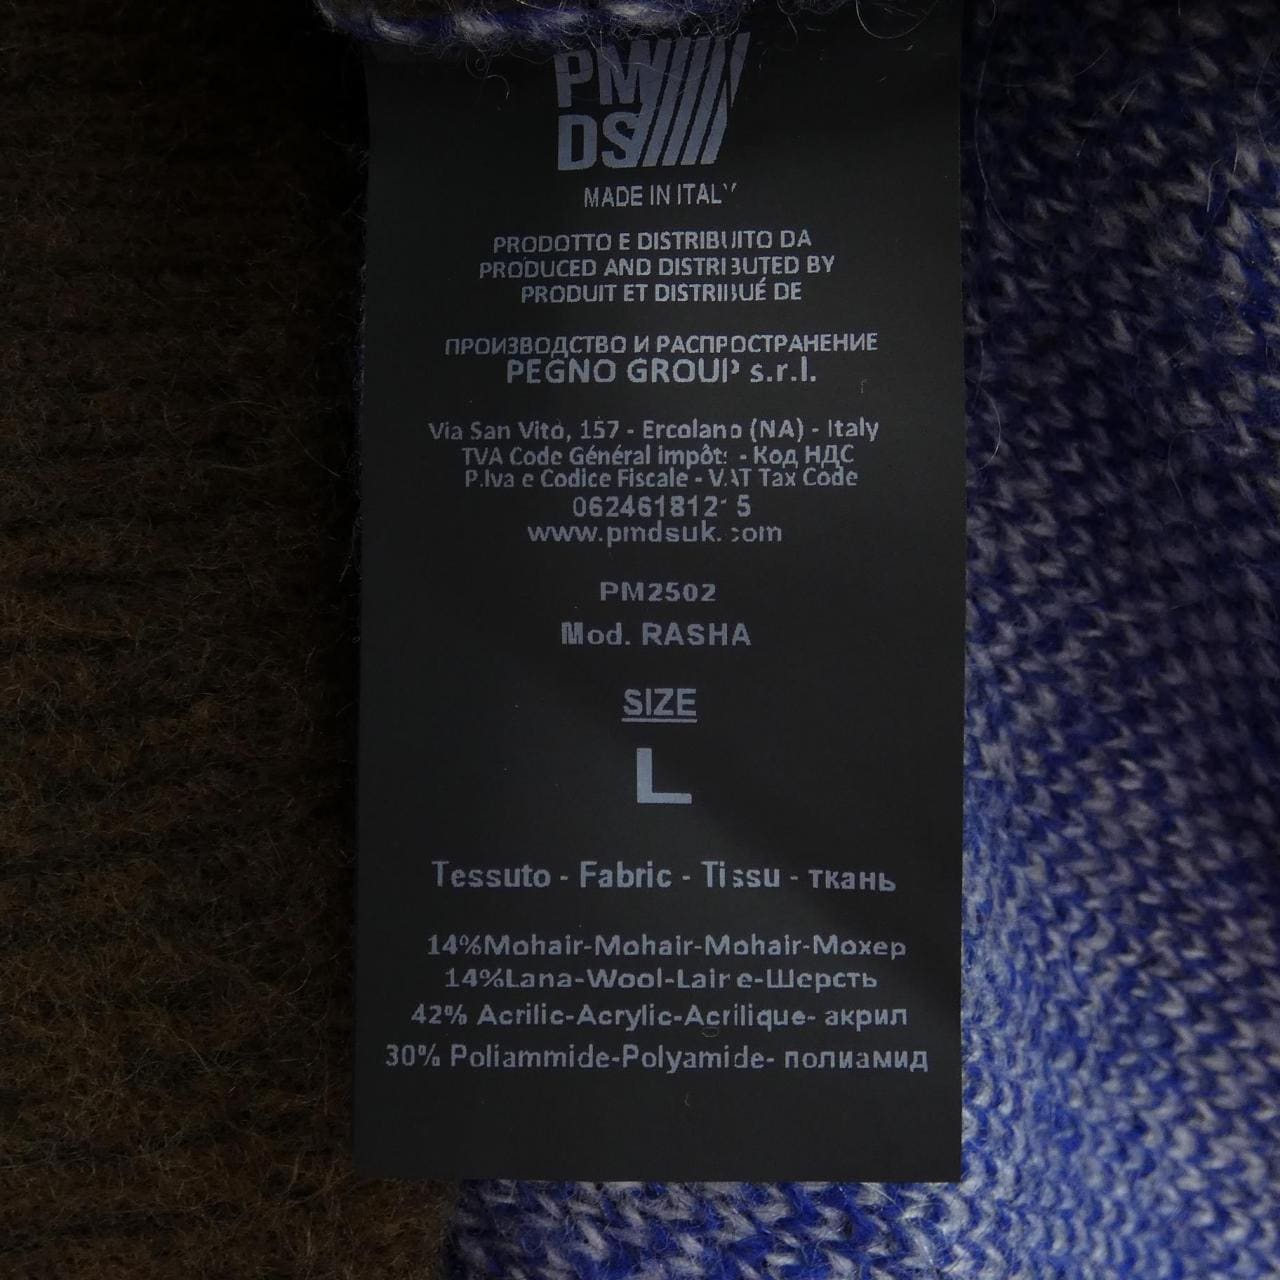 PM
DS
MADE IN ITALY
PRODOTTO E DISTRIBUITO DA
PRODUCED AND DISTRIBUTED BY
PRODUIT ET DISTRIBUÉ DE
ПРОИЗВОДСТВО И РАСПРОСТРАНЕНИЕ
PEGNO GROUP s.r.l.
Via San Vito, 157 - Ercolano (NA) - Italy
TVA Code Général impôts - Код НДС
P.Iva e Codice Fiscale - VAT Tax Code
www.pmdsuk.com
PM2502
Mod. RASHA
SIZE
L
Tessuto - Fabric - Tissu - ткань
14%Mohair-Mohair-Mohair-Мохер
14%Lana-Wool-Laine-Шерсть
42% Acrilic-Acrylic-Acrilique- акрил
30% Poliammide-Polyamide- полиамид